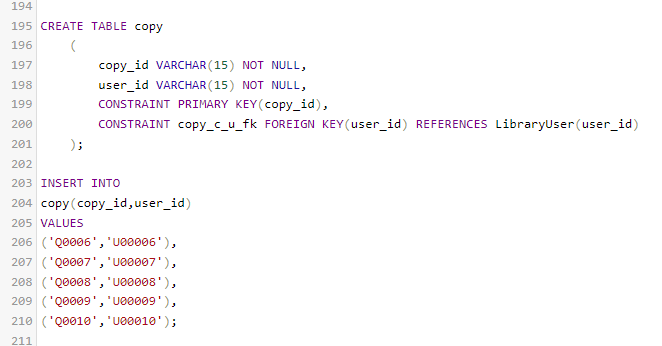 194
195 CREATE TABLE copy
196 (
197 copy_id VARCHAR(15) NOT NULL,
198 user_id VARCHAR(15) NOT NULL,
199 CONSTRAINT PRIMARY KEY(copy_id),
200 CONSTRAINT copy_c_u_fk FOREIGN KEY(user_id) REFERENCES LibraryUser(user_id)
201 );
202
203 INSERT INTO
204 copy(copy_id,user_id)
205 VALUES
206 ('Q0006','U00006'),
207 ('Q0007','U00007'),
208 ('Q0008','U00008'),
209 ('Q0009','U00009'),
210 ('Q0010','U00010');
211